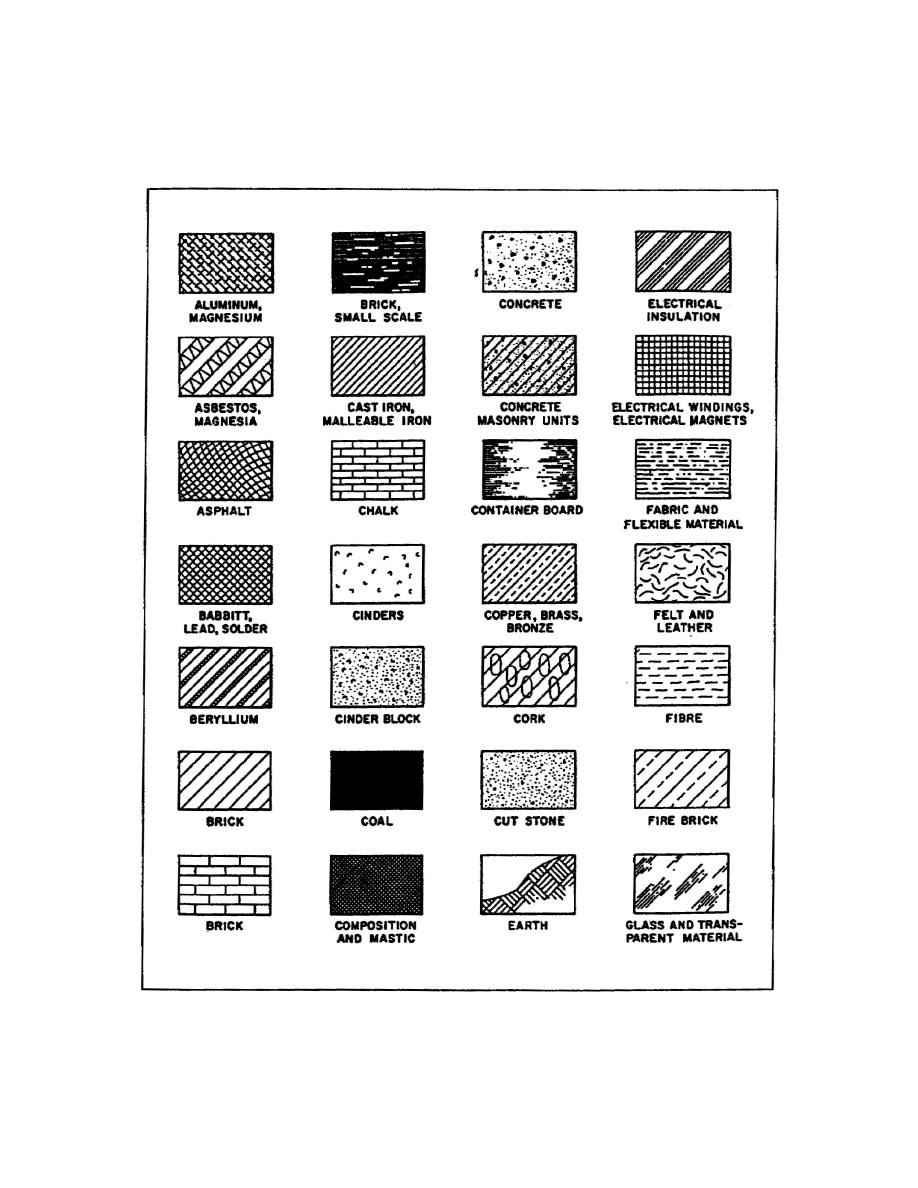 ALUMINUM,
MAGNESIUM
BRICK,
SMALL SCALE
CONCRETE
ELECTRICAL
INSULATION
ASBESTOS,
MAGNESIA
CAST IRON,
MALLEABLE IRON
CONCRETE
MASONRY UNITS
ELECTRICAL WINDINGS,
ELECTRICAL MAGNETS
ASPHALT
CHALK
CONTAINER BOARD
FABRIC AND
FLEXIBLE MATERIAL
BABBITT,
LEAD, SOLDER
CINDERS
COPPER, BRASS,
BRONZE
FELT AND
LEATHER
BERYLLIUM
CINDER BLOCK
CORK
FIBRE
BRICK
COAL
CUT STONE
FIRE BRICK
BRICK
COMPOSITION
AND MASTIC
EARTH
GLASS AND TRANS-
PARENT MATERIAL